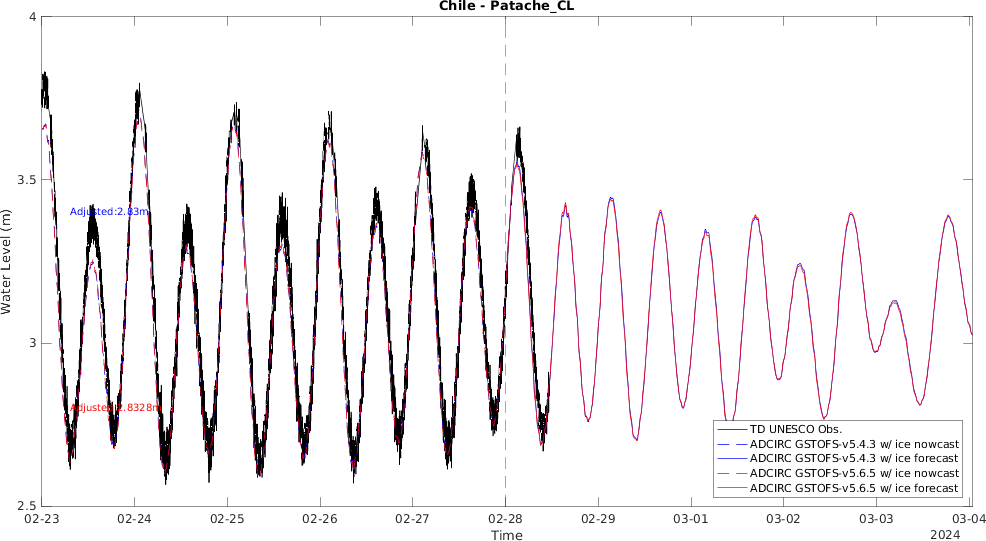 Chile - Patache_CL
4
3.5
3
2.5
Water Level (m)
Adjusted:2.83m
Adjusted:2.8328m
TD UNESCO Obs.
ADCIRC GSTOFS-v5.4.3 w/ ice nowcast
ADCIRC GSTOFS-v5.4.3 w/ ice forecast
ADCIRC GSTOFS-v5.6.5 w/ ice nowcast
ADCIRC GSTOFS-v5.6.5 w/ ice forecast
02-23 02-24 02-25 02-26 02-27 02-28 02-29 03-01 03-02 03-03 03-04
Time
2024